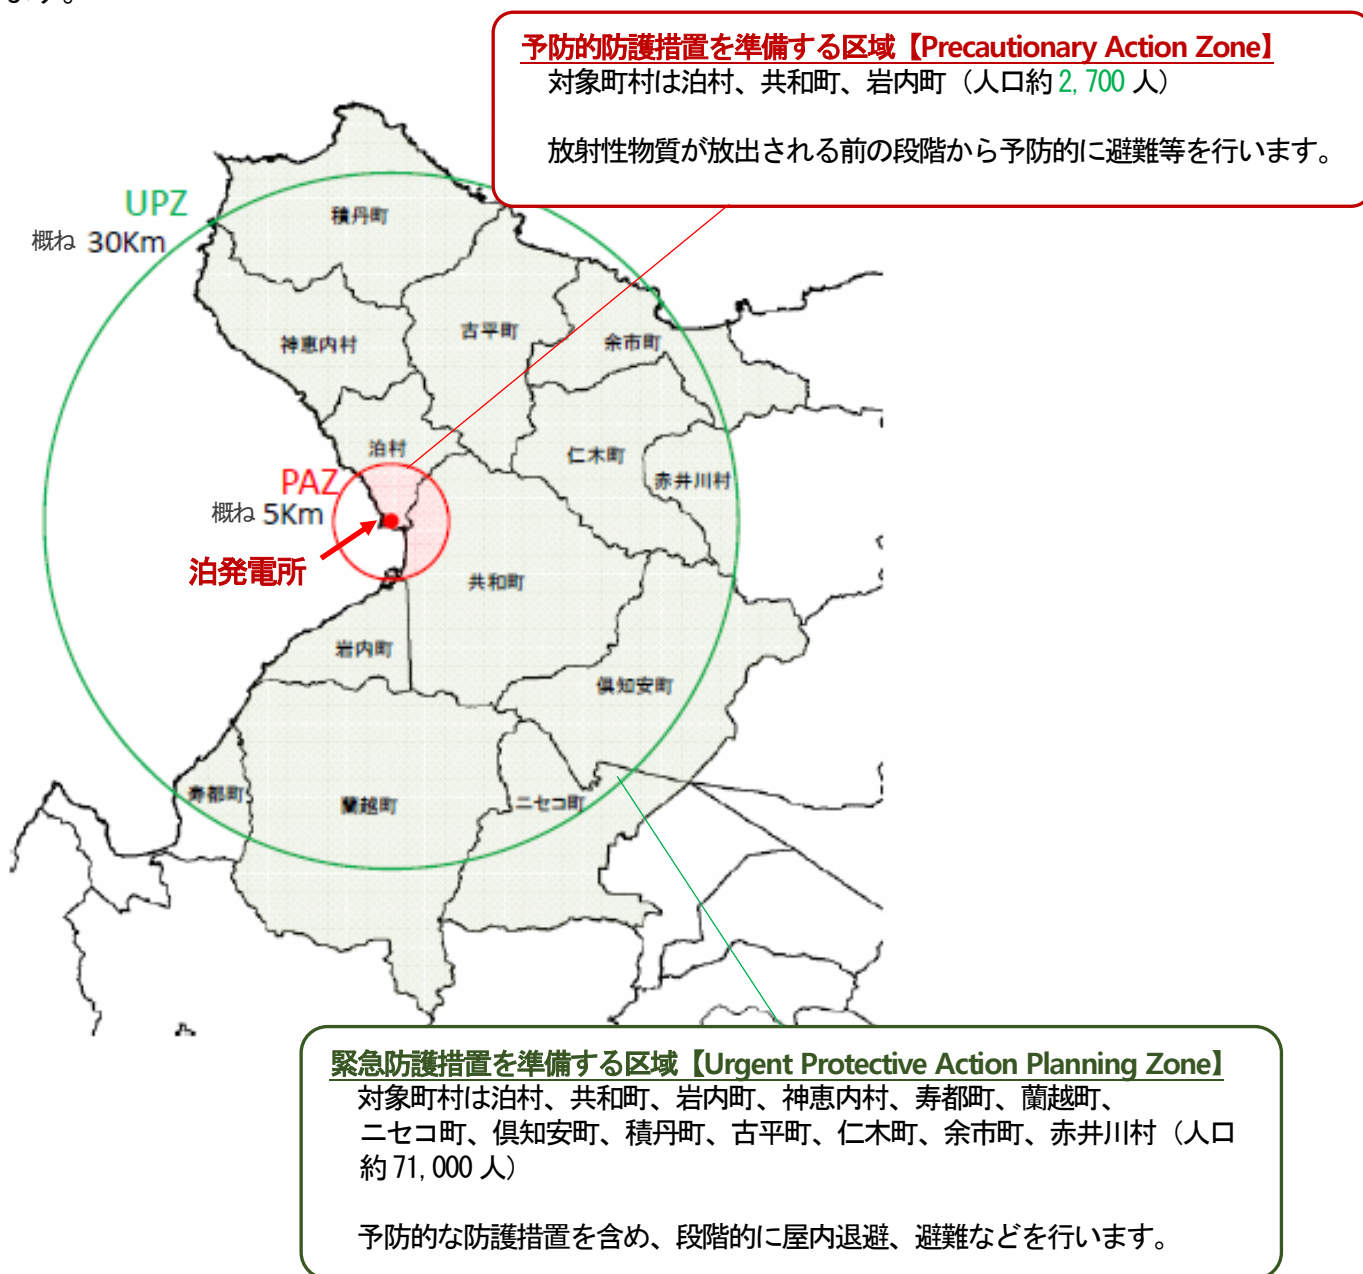 ます。
予防的防護措置を準備する区域【Precautionary Action Zone】
対象町村は泊村、共和町、岩内町（人口約 2,700 人）
放射性物質が放出される前の段階から予防的に避難等を行います。
UPZ
概ね 30Km
積丹町
古平町
余市町
神恵内村
泊村
仁木町
赤井川村
PAZ
概ね 5Km
泊発電所
共和町
岩内町
倶知安町
寿都町
蘭越町
ニセコ町
緊急防護措置を準備する区域【Urgent Protective Action Planning Zone】
対象町村は泊村、共和町、岩内町、神恵内村、寿都町、蘭越町、
ニセコ町、倶知安町、積丹町、古平町、仁木町、余市町、赤井川村（人口
約 71,000 人）
予防的な防護措置を含め、段階的に屋内退避、避難などを行います。